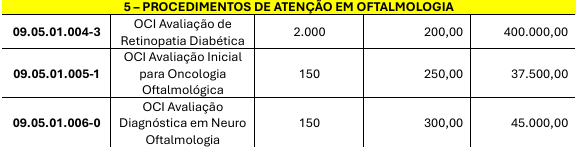 5 – PROCEDIMENTOS DE ATENÇÃO EM OFTALMOLOGIA
09.05.01.004-3
OCI Avaliação de
Retinopatia Diabética
2.000
200,00
400.000,00
09.05.01.005-1
OCI Avaliação Inicial
para Oncologia
Oftalmológica
150
250,00
37.500,00
09.05.01.006-0
OCI Avaliação
Diagnóstica em Neuro
Oftalmologia
150
300,00
45.000,00